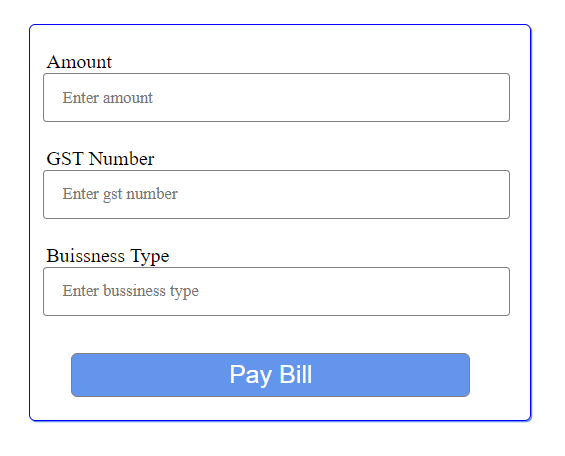 Amount
Enter amount
GST Number
Enter gst number
Buissness Type
Enter bussiness type
Pay Bill